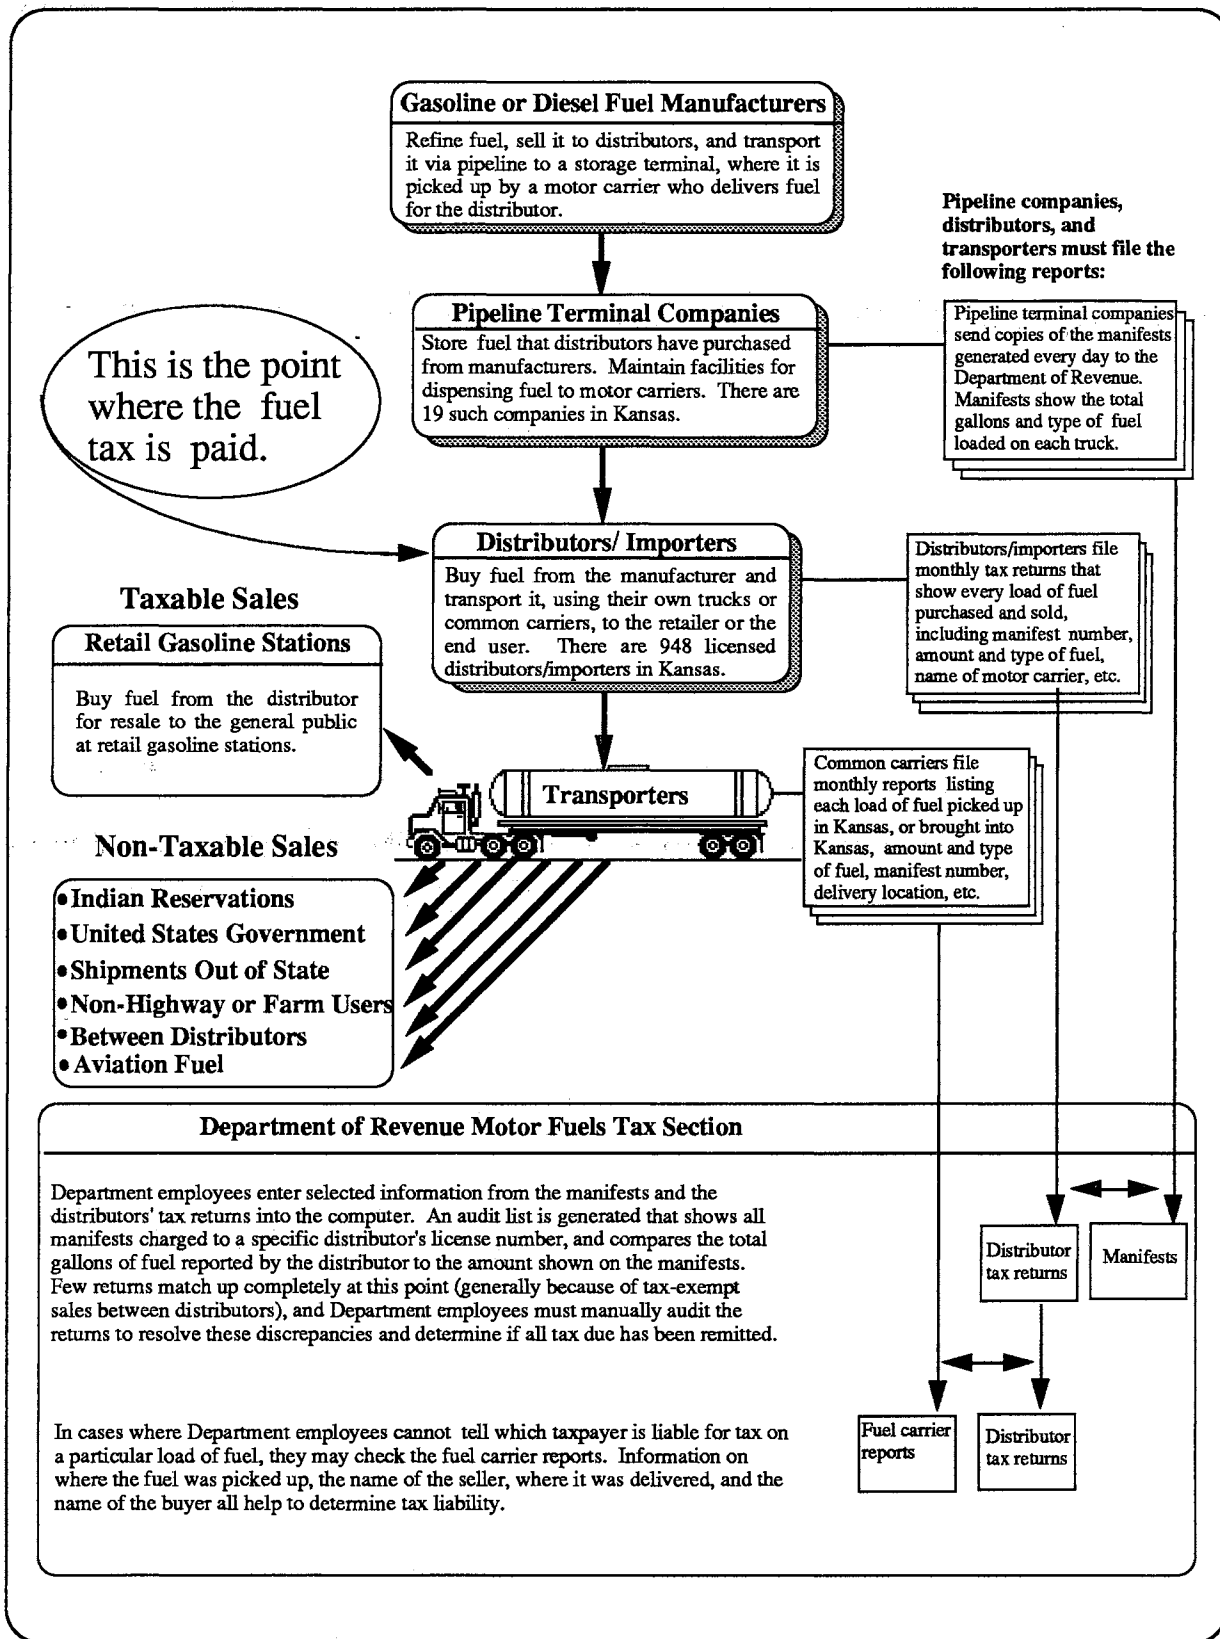 Gasoline or Diesel Fuel Manufacturers
Refine fuel, sell it to distributors, and transport
it via pipeline to a storage terminal, where it is
picked up by a motor carrier who delivers fuel
for the distributor.
Pipeline companies,
distributors, and
transporters must file the
following reports:
Pipeline Terminal Companies
Store fuel that distributors have purchased
from manufacturers. Maintain facilities for
dispensing fuel to motor carriers. There are
19 such companies in Kansas.
Pipeline terminal companies
send copies of the manifests
generated every day to the
Department of Revenue.
Manifests show the total
gallons and type of fuel
loaded on each truck.
This is the point
where the fuel
tax is paid.
Distributors/ Importers
Buy fuel from the manufacturer and
transport it, using their own trucks or
common carriers, to the retailer or the
end user. There are 948 licensed
distributors/importers in Kansas.
Distributors/importers file
monthly tax returns that
show every load of fuel
purchased and sold,
including manifest number,
amount and type of fuel,
name of motor carrier, etc.
Taxable Sales
Retail Gasoline Stations
Buy fuel from the distributor
for resale to the general public
at retail gasoline stations.
Transporters
Common carriers file
monthly reports listing
each load of fuel picked up
in Kansas, or brought into
Kansas, amount and type
of fuel, manifest number,
delivery location, etc.
Non-Taxable Sales
• Indian Reservations
• United States Government
• Shipments Out of State
• Non-Highway or Farm Users
• Between Distributors
• Aviation Fuel
Department of Revenue Motor Fuels Tax Section
Department employees enter selected information from the manifests and the
distributors' tax returns into the computer. An audit list is generated that shows all
manifests charged to a specific distributor's license number, and compares the total
gallons of fuel reported by the distributor to the amount shown on the manifests.
Few returns match up completely at this point (generally because of tax-exempt
sales between distributors), and Department employees must manually audit the
returns to resolve these discrepancies and determine if all tax due has been remitted.
Distributor
tax returns
Manifests
In cases where Department employees cannot tell which taxpayer is liable for tax on
a particular load of fuel, they may check the fuel carrier reports. Information on
where the fuel was picked up, the name of the seller, where it was delivered, and the
name of the buyer all help to determine tax liability.
Fuel carrier
reports
Distributor
tax returns